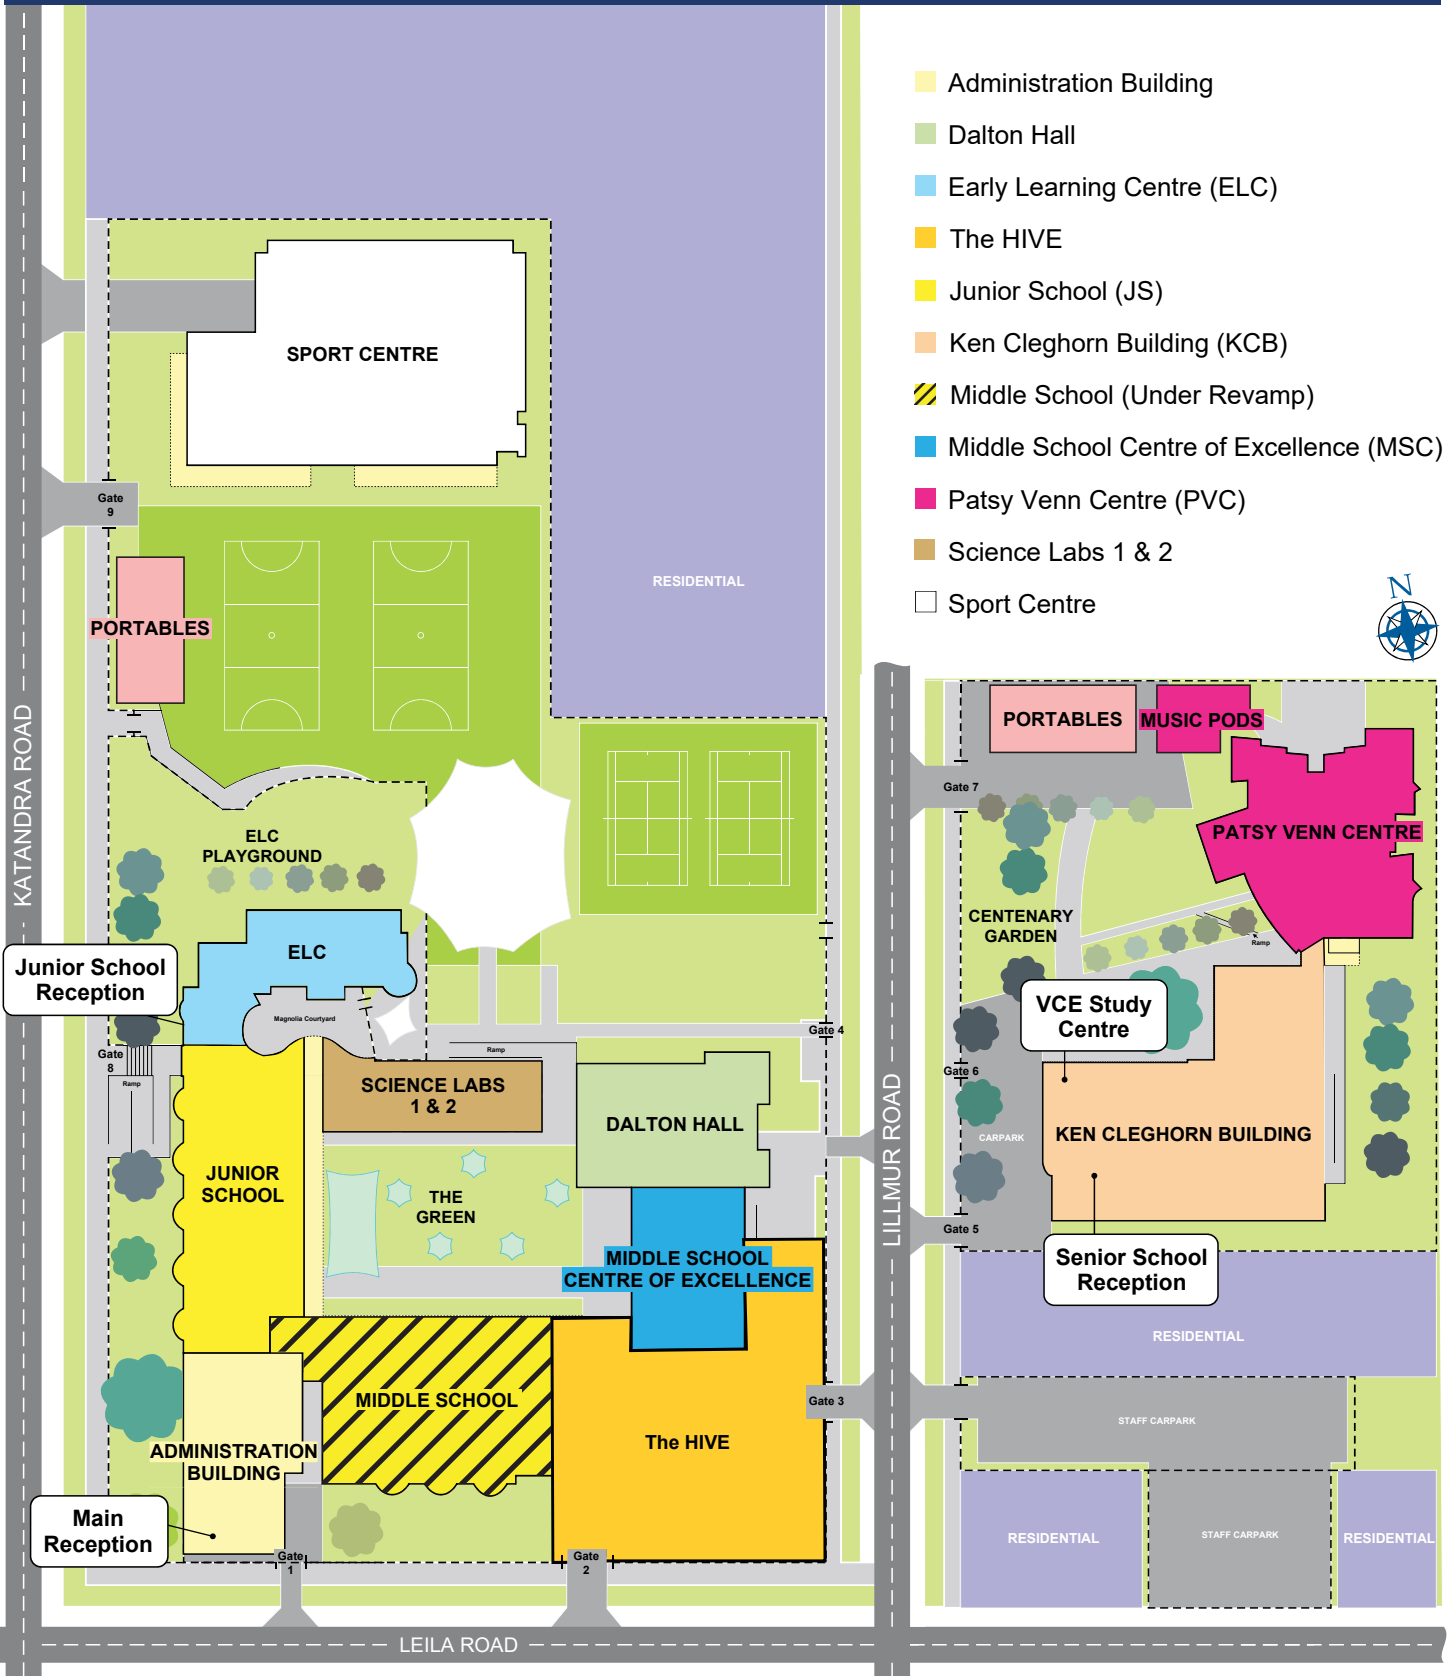 Administration Building
Dalton Hall
Early Learning Centre (ELC)
The HIVE
Junior School (JS)
Ken Cleghorn Building (KCB)
Middle School (Under Revamp)
Middle School Centre of Excellence (MSC)
Patsy Venn Centre (PVC)
Science Labs 1 & 2
Sport Centre
N
SPORT CENTRE
Gate
9
RESIDENTIAL
PORTABLES
KATANDRA ROAD
ELC
PLAYGROUND
ELC
Junior School
Reception
Magnolia Courtyard
Gate 4
Gate
8
Ramp
Ramp
SCIENCE LABS
1 & 2
DALTON HALL
JUNIOR
SCHOOL
THE
GREEN
MIDDLE SCHOOL
CENTRE OF EXCELLENCE
MIDDLE SCHOOL
Gate 3
The HIVE
ADMINISTRATION
BUILDING
Main
Reception
Gate
1
Gate
2
LEILA ROAD
LILLMUR ROAD
PORTABLES
MUSIC PODS
Gate 7
PATSY VENN CENTRE
CENTENARY
GARDEN
Ramp
VCE Study
Centre
Gate 6
CARPARK
KEN CLEGHORN BUILDING
Gate 5
Senior School
Reception
RESIDENTIAL
STAFF CARPARK
RESIDENTIAL
STAFF CARPARK
RESIDENTIAL